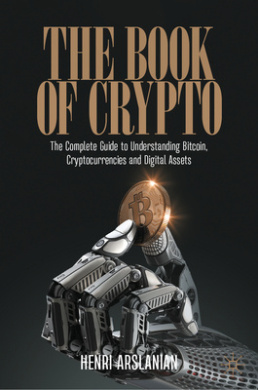 THE BOOK
OF CRYPTO
The Complete Guide to Understanding Bitcoin,
Cryptocurrencies and Digital Assets
HENRI ARSLANIAN